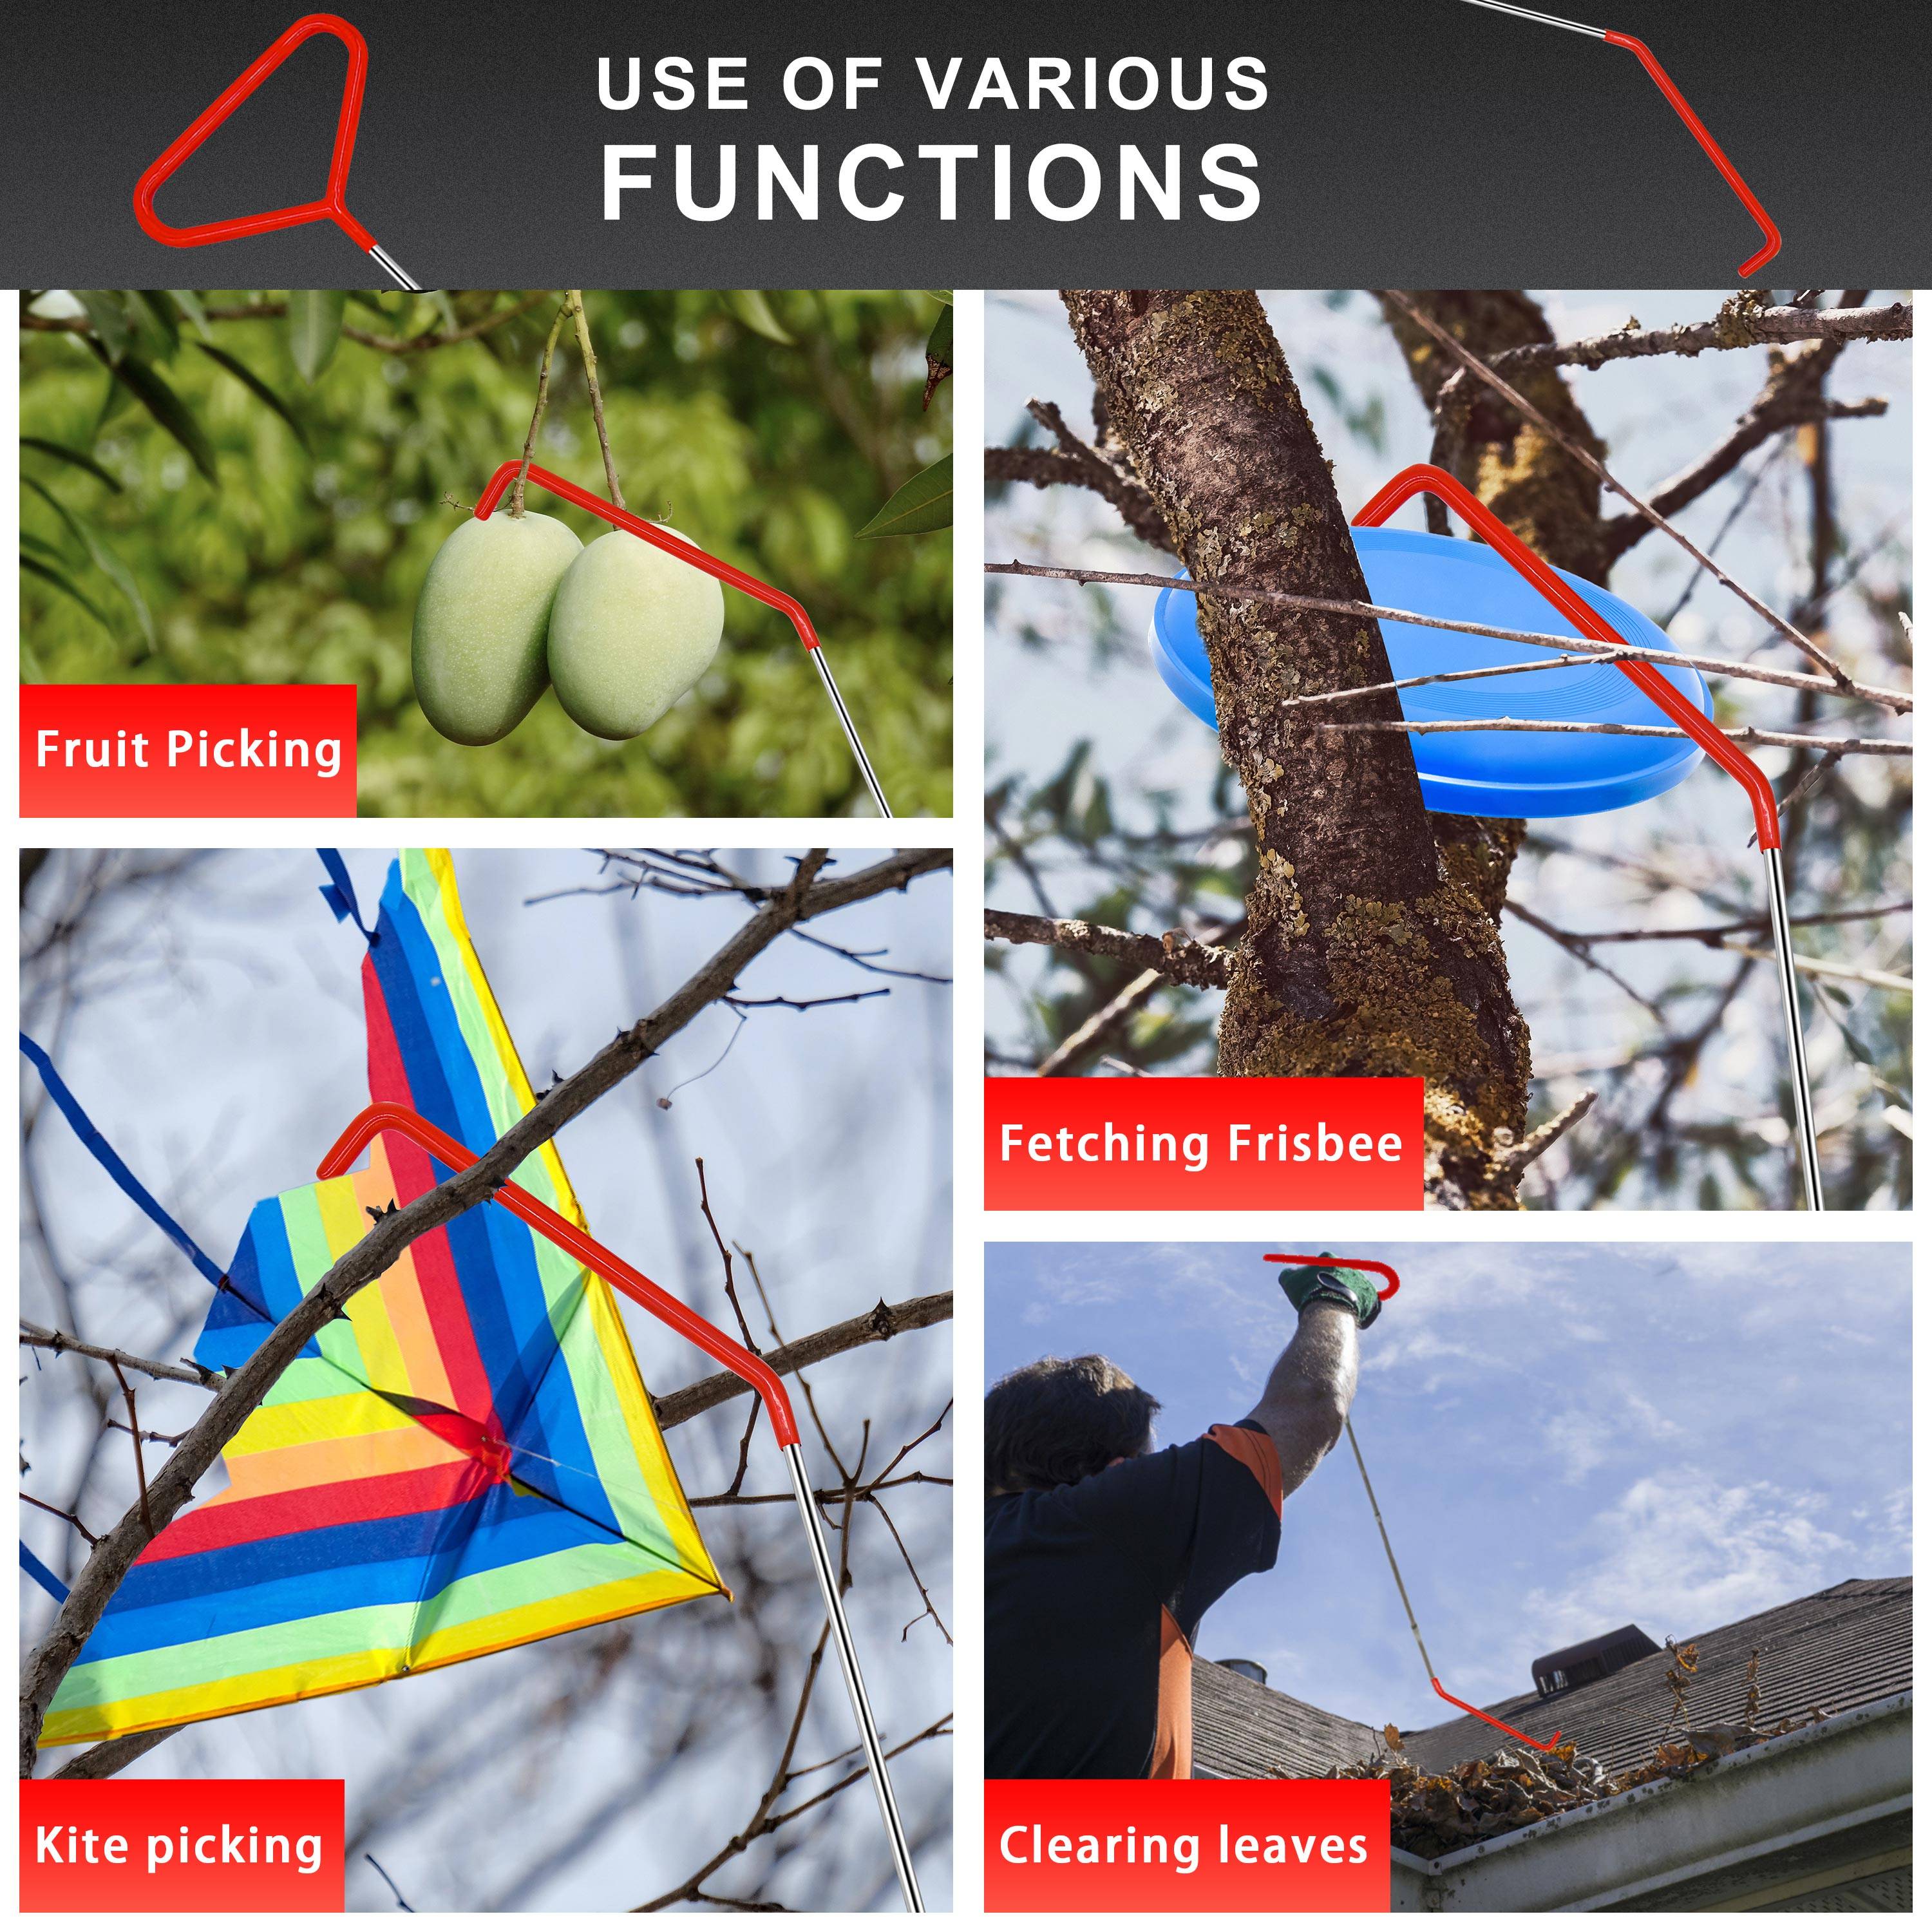 USE OF VARIOUS
FUNCTIONS
Fruit Picking
Fetching Frisbee
Kite picking
Clearing leaves